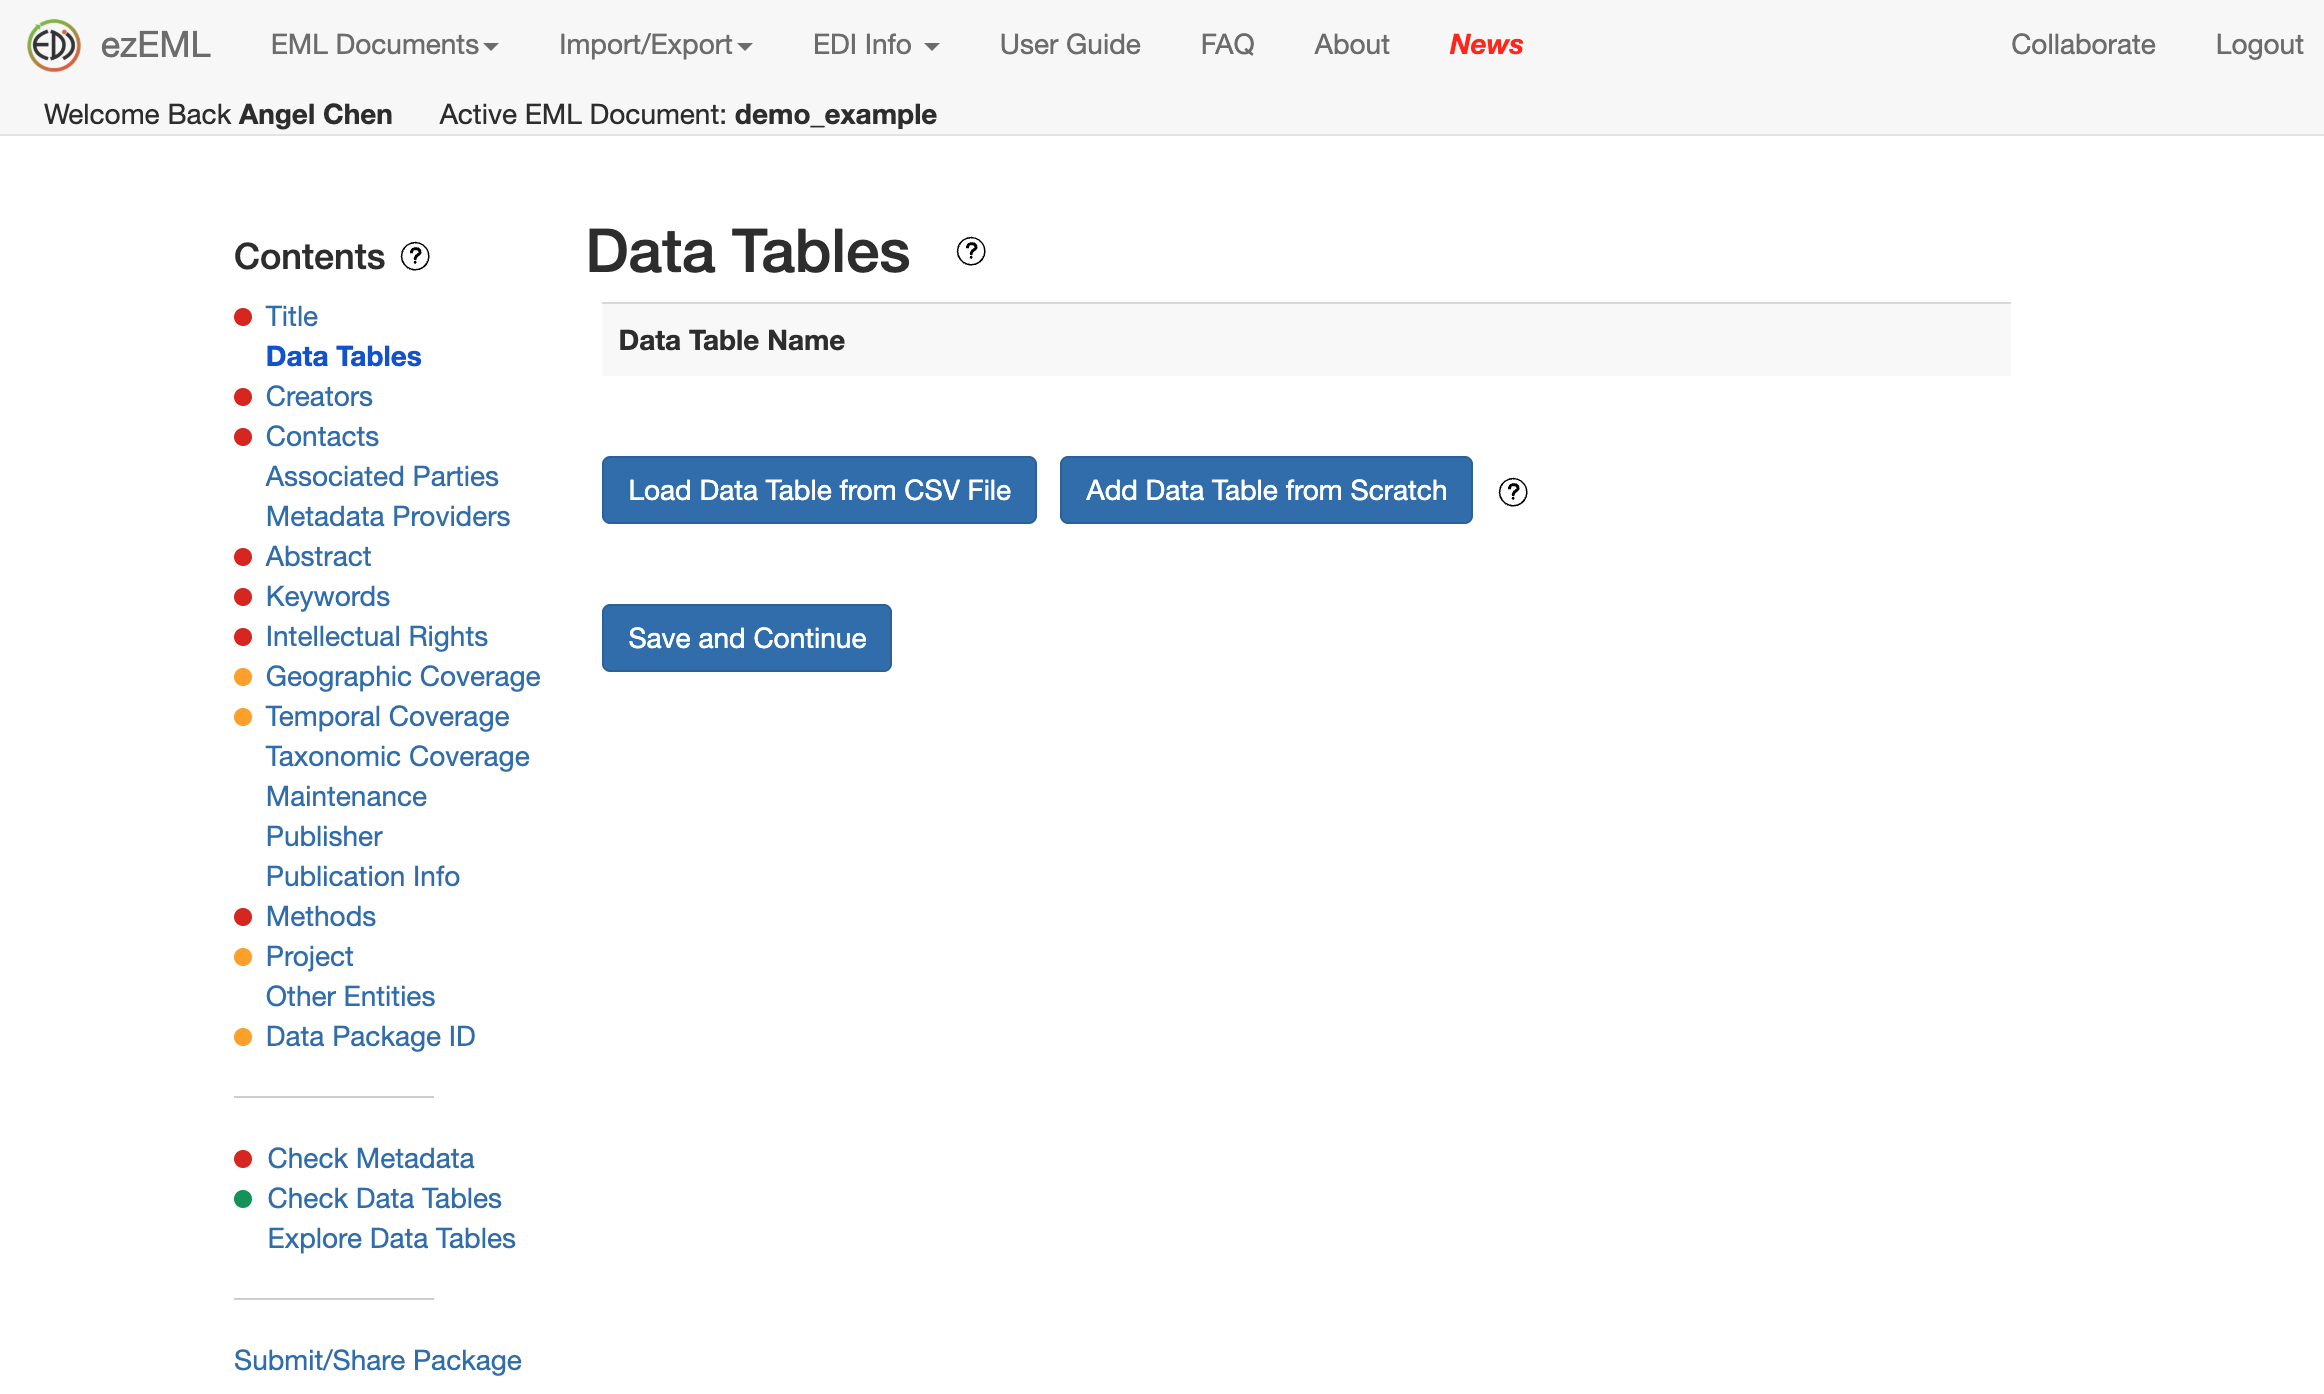 EDI ezEML EML Documents Import/Export EDI Info User Guide FAQ About News Collaborate Logout
Welcome Back Angel Chen Active EML Document: demo_example
Contents ?
Title
Data Tables
Creators
Contacts
Associated Parties
Metadata Providers
Abstract
Keywords
Intellectual Rights
Geographic Coverage
Temporal Coverage
Taxonomic Coverage
Maintenance
Publisher
Publication Info
Methods
Project
Other Entities
Data Package ID
Check Metadata
Check Data Tables
Explore Data Tables
Submit/Share Package
Data Tables ?
Data Table Name
Load Data Table from CSV File Add Data Table from Scratch ?
Save and Continue